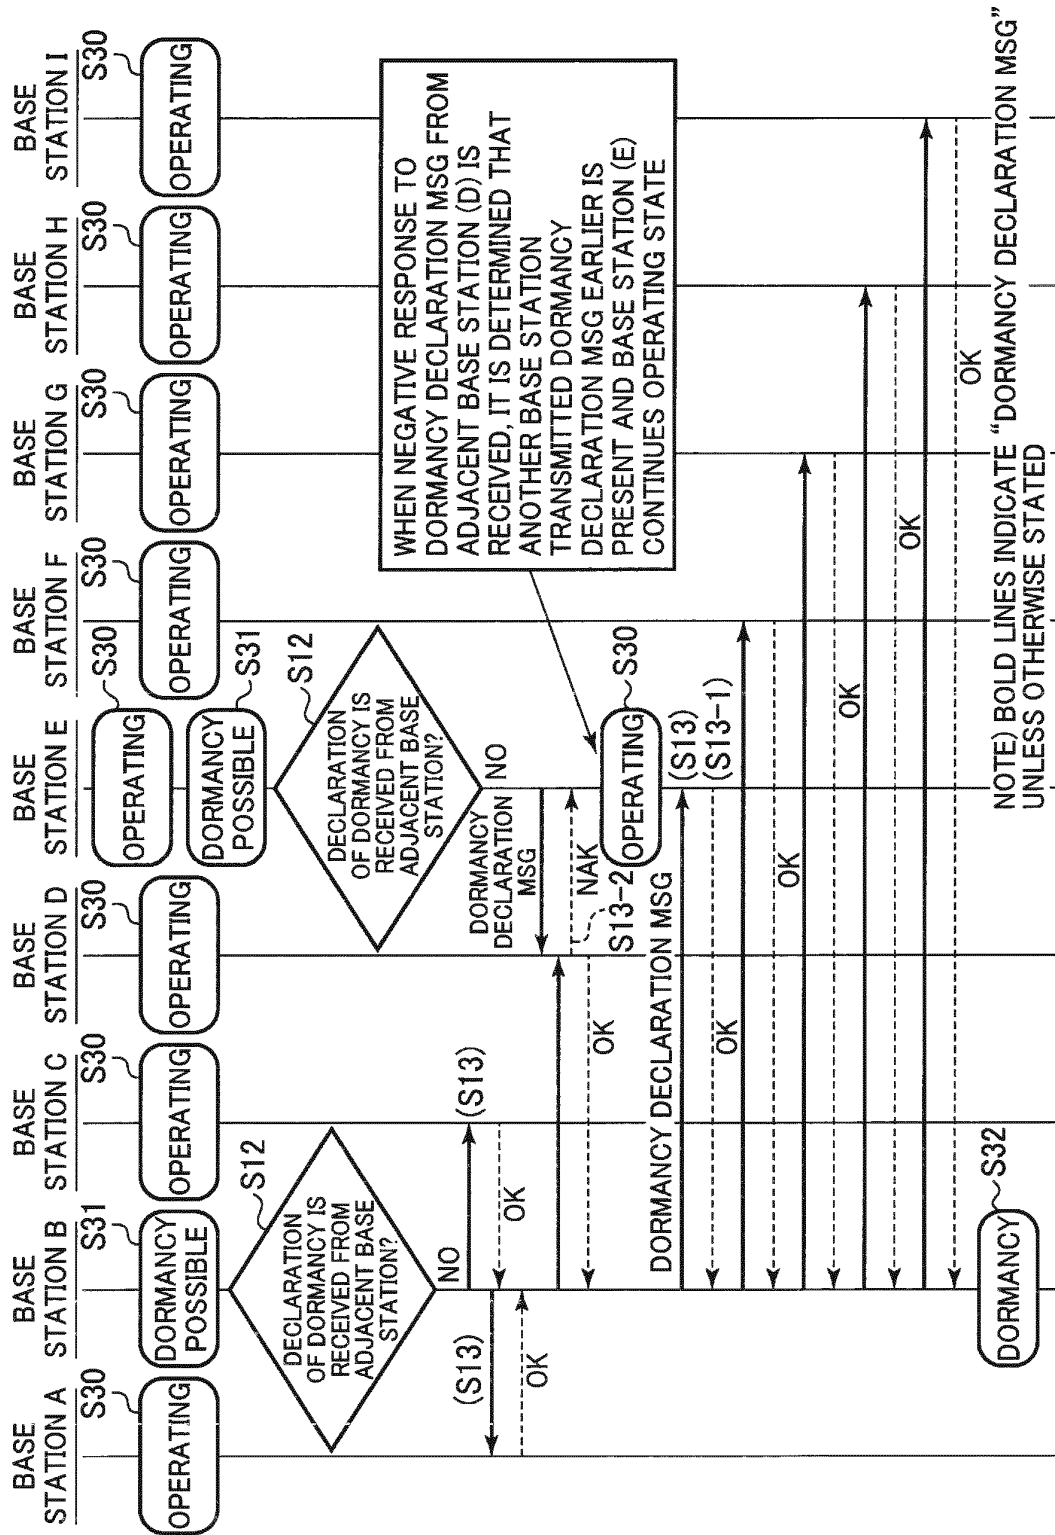 BASE
STATION A
BASE
STATION B
BASE
STATION C
BASE
STATION D
BASE
STATION E
BASE
STATION F
BASE
STATION G
BASE
STATION H
BASE
STATION I
S30
S31
S30
S30
S30
S30
S30
S30
S30
OPERATING
DORMANCY
POSSIBLE
OPERATING
OPERATING
OPERATING
OPERATING
OPERATING
OPERATING
OPERATING
S31
DORMANCY
POSSIBLE
S12
DECLARATION
OF DORMANCY IS
RECEIVED FROM
ADJACENT BASE
STATION?
NO
S12
DECLARATION
OF DORMANCY IS
RECEIVED FROM
ADJACENT BASE
STATION?
NO
WHEN NEGATIVE RESPONSE TO
DORMANCY DECLARATION MSG FROM
ADJACENT BASE STATION (D) IS
RECEIVED, IT IS DETERMINED THAT
ANOTHER BASE STATION
TRANSMITTED DORMANCY
DECLARATION MSG EARLIER IS
PRESENT AND BASE STATION (E)
CONTINUES OPERATING STATE
(S13)
(S13)
OK
OK
DORMANCY
DECLARATION
MSG
NAK
S13-2
OK
S30
OPERATING
DORMANCY DECLARATION MSG
(S13)
(S13-1)
OK
OK
OK
OK
OK
S32
DORMANCY
NOTE) BOLD LINES INDICATE “DORMANCY DECLARATION MSG”
UNLESS OTHERWISE STATED